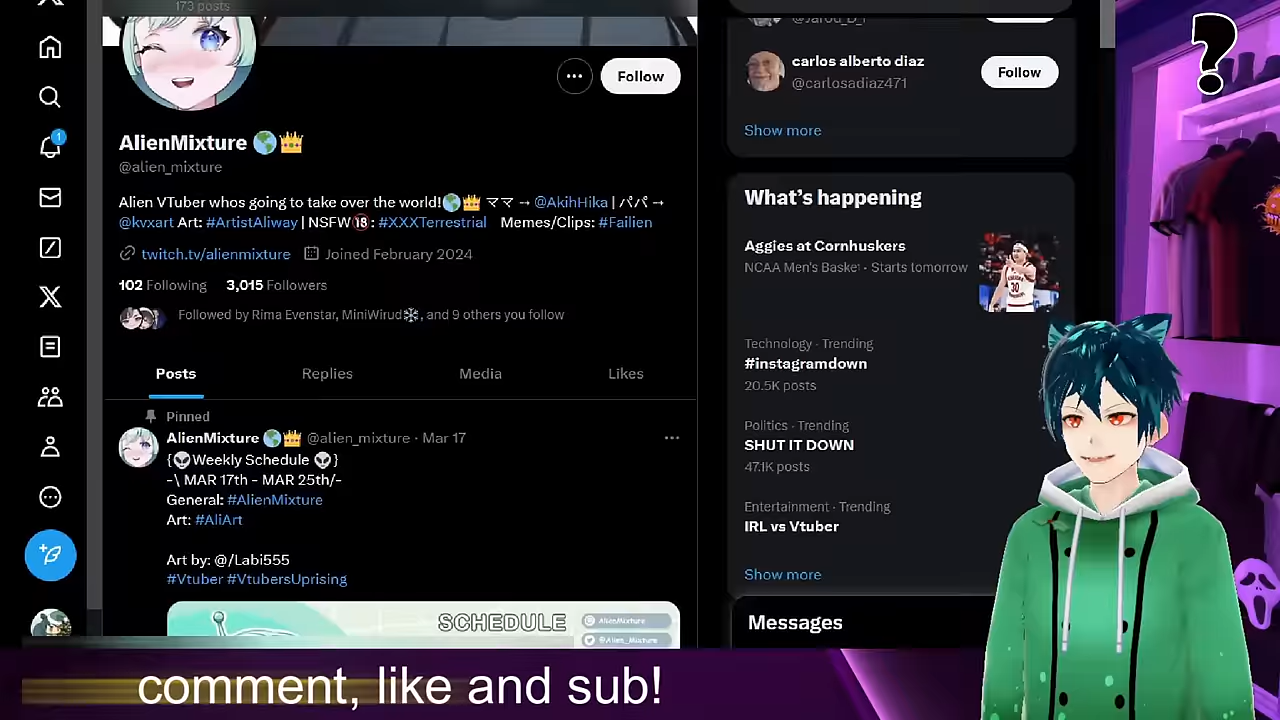 173 posts
Follow
AlienMixture 🌎👑
@alien_mixture
Alien VTuber whos going to take over the world!🌎👑 ママ → @AkihHika | パパ →
@kvxart Art: #ArtistAliway | NSFW🔞: #XXXTerrestrial Memes/Clips: #Failien
twitch.tv/alienmixture Joined February 2024
102 Following 3,015 Followers
Followed by Rima Evenstar, MiniWirud❄️, and 9 others you follow
Posts Replies Media Likes
Pinned
AlienMixture 🌎👑 @alien_mixture · Mar 17
{👽Weekly Schedule 👽}
-\ MAR 17th - MAR 25th/-
General: #AlienMixture
Art: #AliArt
Art by: @/Labi555
#Vtuber #VtubersUprising
SCHEDULE
AlienMixture
@Alien_Mixture
@Jarod_D_I
carlos alberto diaz
@carlosadiaz471
Follow
Show more
What's happening
Aggies at Cornhuskers
NCAA Men's Basket · Starts tomorrow
30
Technology · Trending
#instagramdown
20.5K posts
Politics · Trending
SHUT IT DOWN
47.1K posts
Entertainment · Trending
IRL vs Vtuber
Show more
Messages
1
?
comment, like and sub!